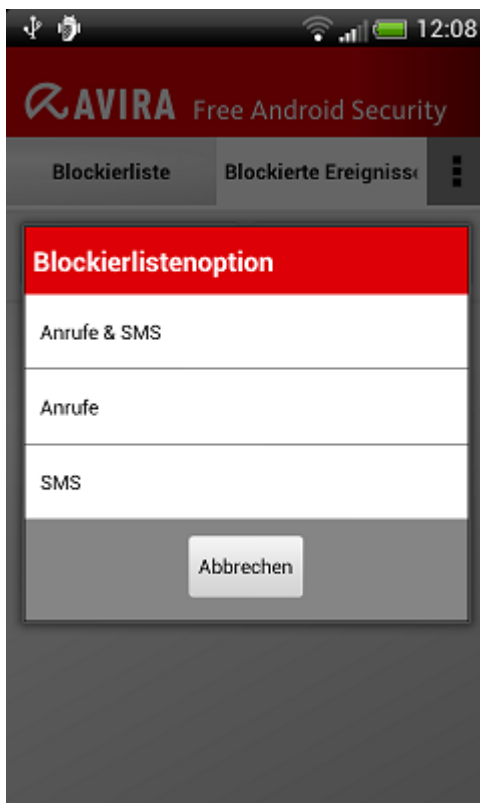 12:08
AVIRA Free Android Security
Blockierliste
Blockierte Ereignisse
Blockierlistenoption
Anrufe & SMS
Anrufe
SMS
Abbrechen